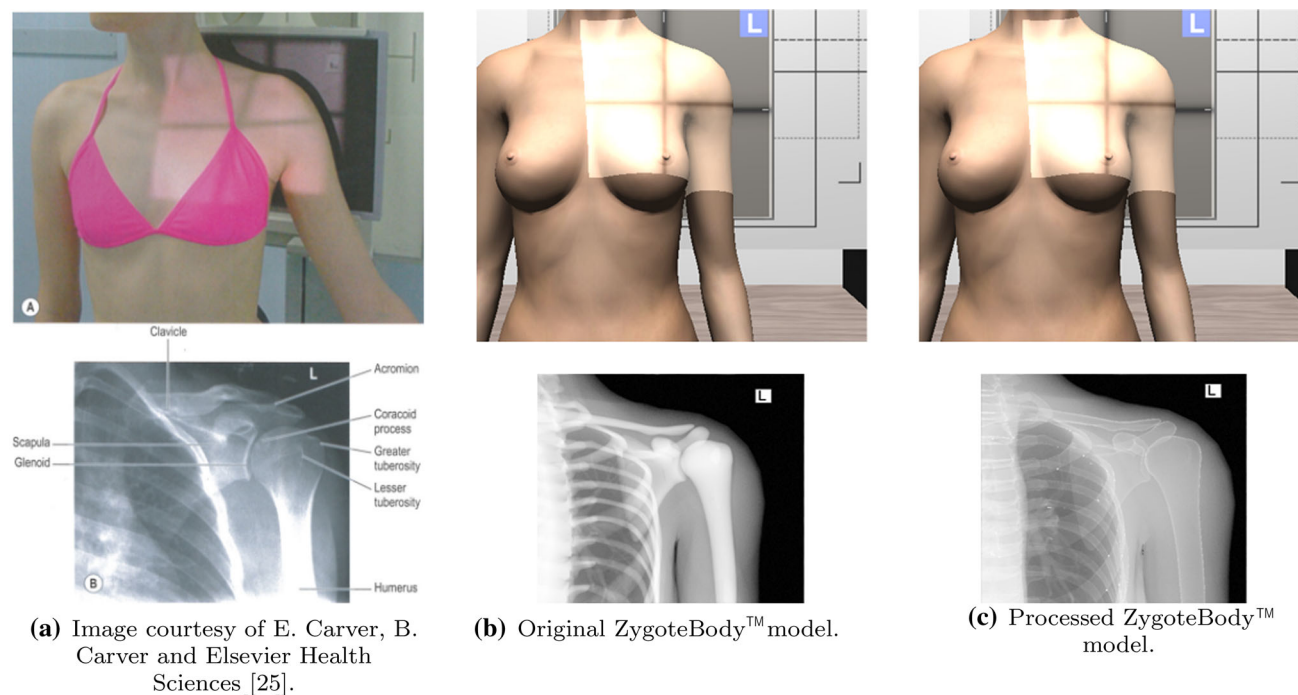 L
L
A
Clavicle
L
Acromion
Coracoid
process
Scapula
Glenoid
Greater
tuberosity
Lesser
tuberosity
B
Humerus
L
L
(a) Image courtesy of E. Carver, B.
Carver and Elsevier Health
Sciences [25].
(b) Original ZygoteBody™ model.
(c) Processed ZygoteBody™
model.